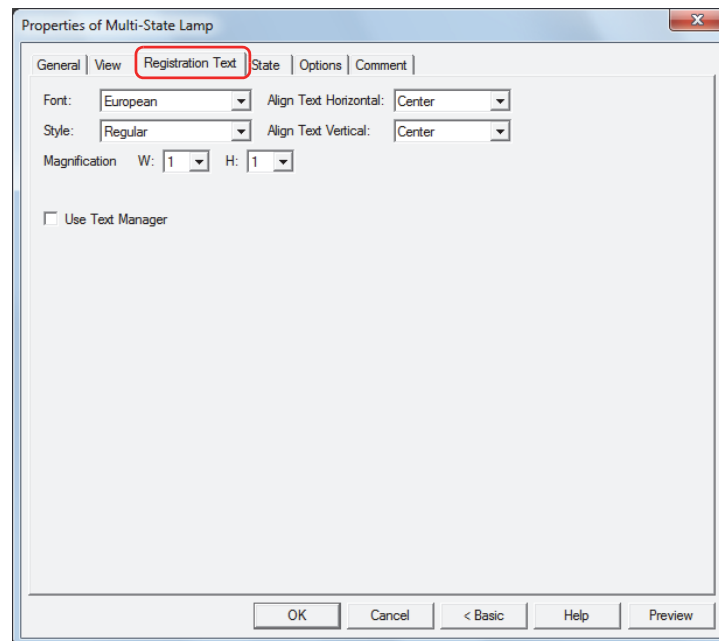 Properties of Multi-State Lamp
General View Registration Text State Options Comment
Font: European Align Text Horizontal: Center
Style: Regular Align Text Vertical: Center
Magnification W: 1 H: 1
Use Text Manager
OK Cancel < Basic Help Preview